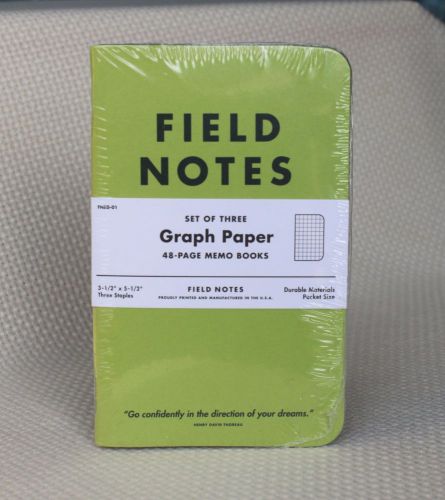 FIELD
NOTES
SET OF THREE
Graph Paper
48-PAGE MEMO BOOKS
3-1/2" x 5-1/2"
Three Staples
FIELD NOTES
PROUDLY PRINTED AND MANUFACTURED IN THE U.S.A.
Durable Materials
Pocket Size
"Go confidently in the direction of your dreams."
HENRY DAVID THOREAU